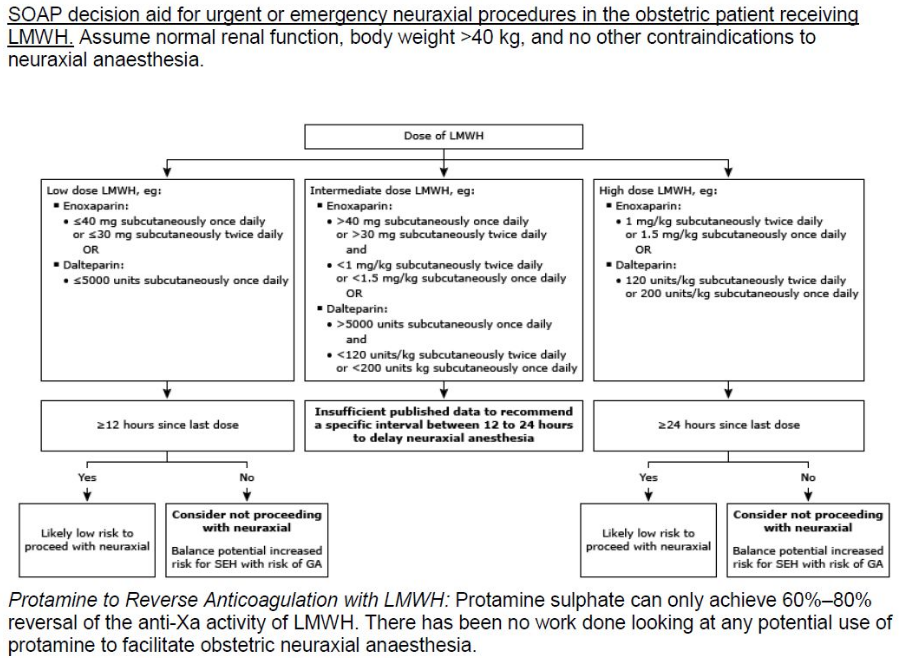 SOAP decision aid for urgent or emergency neuraxial procedures in the obstetric patient receiving
LMWH. Assume normal renal function, body weight >40 kg, and no other contraindications to
neuraxial anaesthesia.
Dose of LMWH
Low dose LMWH, eg:
▪ Enoxaparin:
• ≤40 mg subcutaneously once daily
or ≤30 mg subcutaneously twice daily
OR
▪ Dalteparin:
• ≤5000 units subcutaneously once daily
Intermediate dose LMWH, eg:
▪ Enoxaparin:
• >40 mg subcutaneously once daily
or >30 mg subcutaneously twice daily
and
• <1 mg/kg subcutaneously twice daily
or <1.5 mg/kg subcutaneously once daily
OR
▪ Dalteparin:
• >5000 units subcutaneously once daily
and
• <120 units/kg subcutaneously twice daily
or <200 units kg subcutaneously once daily
High dose LMWH, eg:
▪ Enoxaparin:
• 1 mg/kg subcutaneously twice daily
or 1.5 mg/kg subcutaneously once daily
OR
▪ Dalteparin:
• 120 units/kg subcutaneously twice daily
or 200 units/kg subcutaneously once daily
≥12 hours since last dose
Insufficient published data to recommend
a specific interval between 12 to 24 hours
to delay neuraxial anesthesia
≥24 hours since last dose
Yes
No
Yes
No
Likely low risk to
proceed with neuraxial
Consider not proceeding
with neuraxial
Balance potential increased
risk for SEH with risk of GA
Likely low risk to
proceed with neuraxial
Consider not proceeding
with neuraxial
Balance potential increased
risk for SEH with risk of GA
Protamine to Reverse Anticoagulation with LMWH: Protamine sulphate can only achieve 60%–80%
reversal of the anti-Xa activity of LMWH. There has been no work done looking at any potential use of
protamine to facilitate obstetric neuraxial anaesthesia.